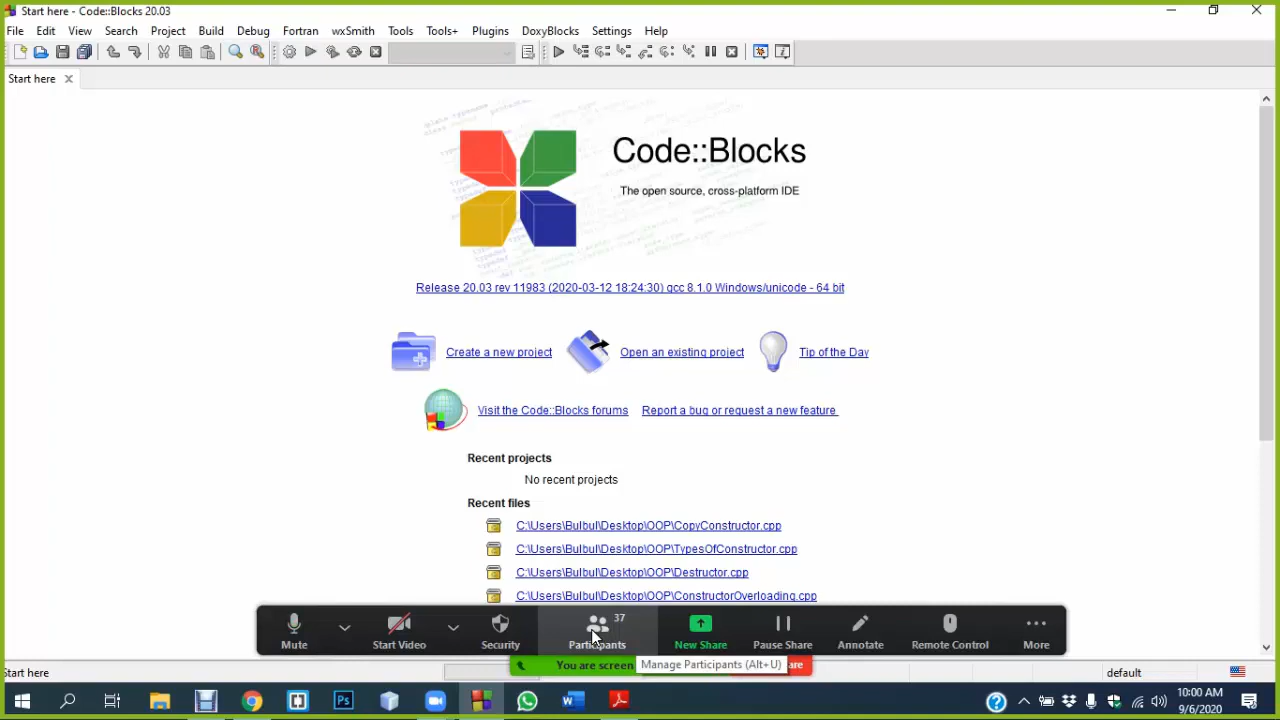 Start here - Code::Blocks 20.03
File Edit View Search Project Build Debug Fortran wxSmith Tools Tools+ Plugins DoxyBlocks Settings Help
Start here
Code::Blocks
The open source, cross-platform IDE
Release 20.03 rev 11983 (2020-03-12 18:24:30) gcc 8.1.0 Windows/unicode - 64 bit
Create a new project Open an existing project Tip of the Day
Visit the Code::Blocks forums Report a bug or request a new feature
Recent projects
No recent projects
Recent files
C:\Users\Bulbul\Desktop\OOP\CopyConstructor.cpp
C:\Users\Bulbul\Desktop\OOP\TypesOfConstructor.cpp
C:\Users\Bulbul\Desktop\OOP\Destructor.cpp
C:\Users\Bulbul\Desktop\OOP\ConstructorOverloading.cpp
37
Mute Start Video Security Participants New Share Pause Share Annotate Remote Control More
You are screen Manage Participants (Alt+U)
Start here default
Ps
10:00 AM
9/6/2020